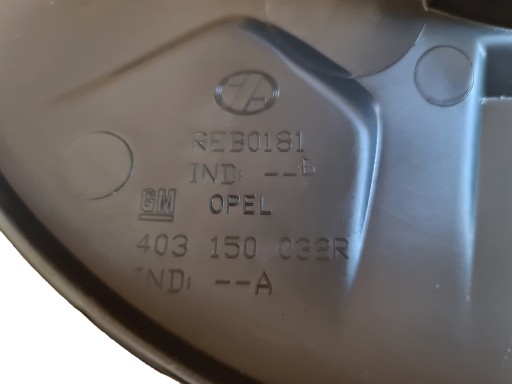 REB0181
IND: --B
GM OPEL
403 150 032R
IND: --A